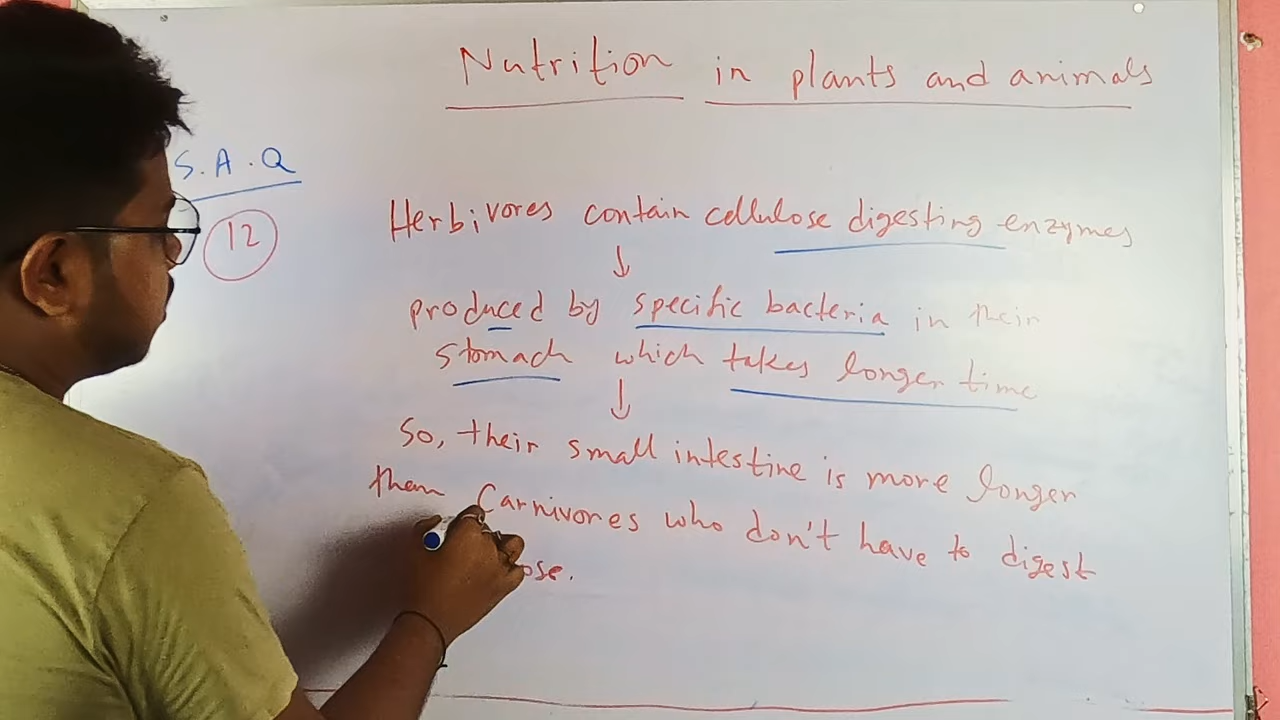 Nutrition in plants and animals
S.A.Q
12
Herbivores contain cellulose digesting enzymes
↓
produced by specific bacteria in their
stomach which takes longer time
↓
So, their small intestine is more longer
than Carnivores who don't have to digest
ose.